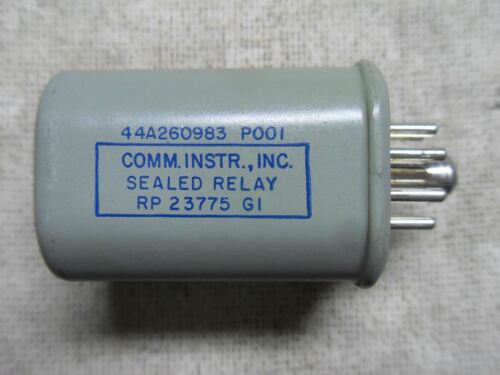 44A260983 P001
COMM. INSTR., INC.
SEALED RELAY
RP 23775 G1